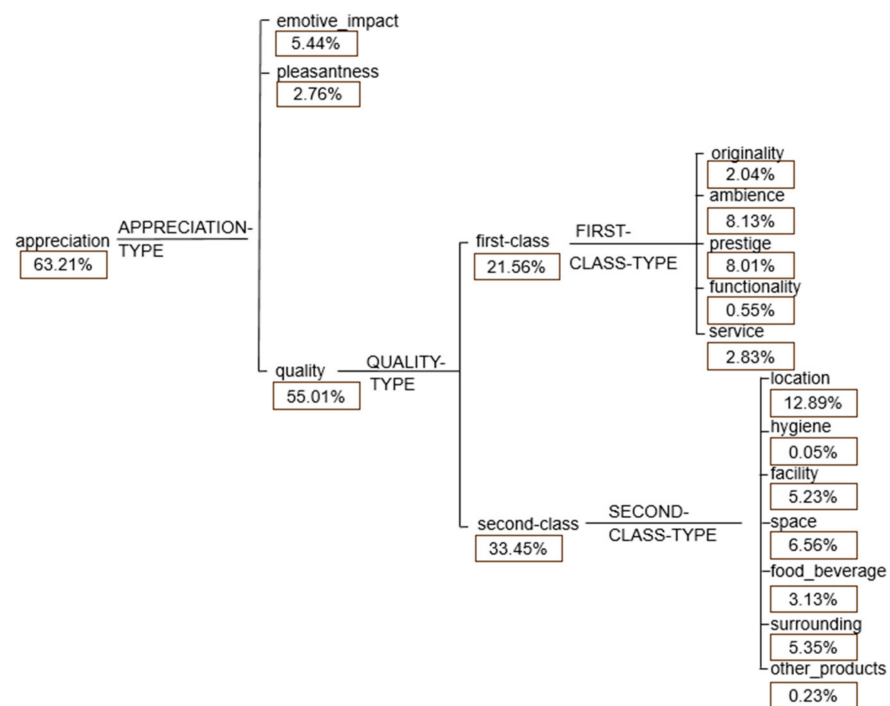 emotive_impact
5.44%
pleasantness
2.76%
appreciation
63.21%
APPRECIATION-
TYPE
quality
55.01%
QUALITY-
TYPE
first-class
21.56%
FIRST-
CLASS-TYPE
originality
2.04%
ambience
8.13%
prestige
8.01%
functionality
0.55%
service
2.83%
second-class
33.45%
SECOND-
CLASS-TYPE
location
12.89%
hygiene
0.05%
facility
5.23%
space
6.56%
food_beverage
3.13%
surrounding
5.35%
other_products
0.23%